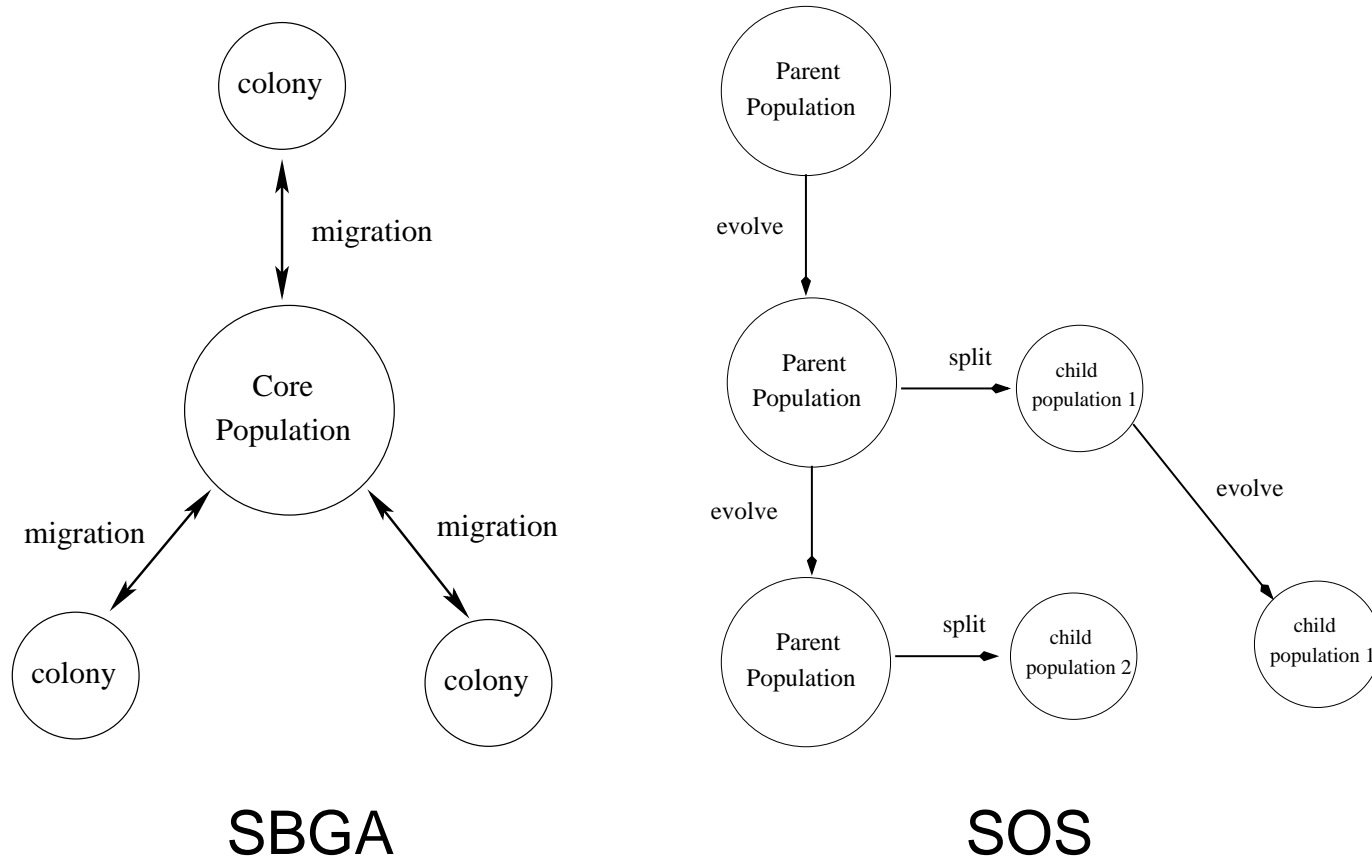 colony
migration
Core
Population
migration
migration
colony
colony
SBGA
Parent
Population
evolve
Parent
Population
split
child
population 1
evolve
evolve
Parent
Population
split
child
population 2
child
population 1
SOS